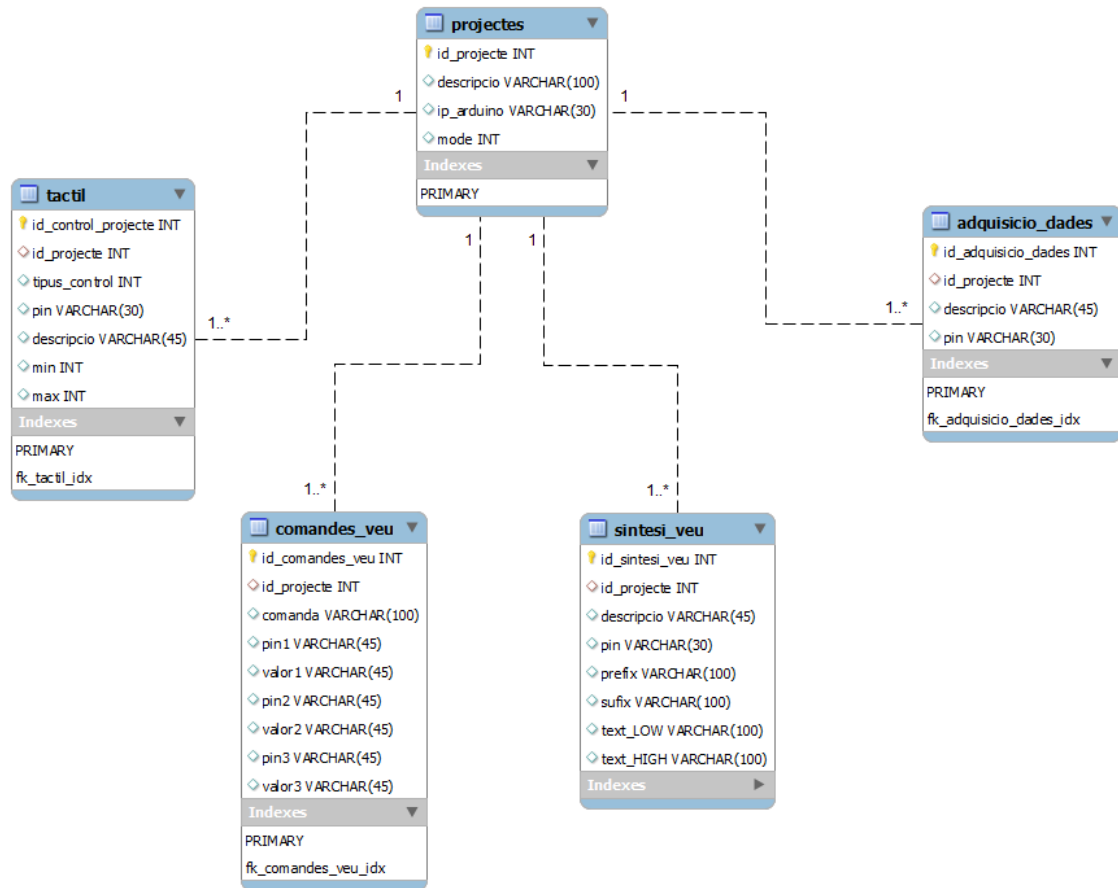 projectes
id_projecte INT
descripcio VARCHAR(100)
ip_arduino VARCHAR(30)
mode INT
Indexes
PRIMARY
1
1
1
1
tactil
id_control_projecte INT
id_projecte INT
tipus_control INT
pin VARCHAR(30)
descripcio VARCHAR(45)
min INT
max INT
Indexes
PRIMARY
fk_tactil_idx
1..*
adquisicio_dades
id_adquisicio_dades INT
id_projecte INT
descripcio VARCHAR(45)
pin VARCHAR(30)
Indexes
PRIMARY
fk_adquisicio_dades_idx
1..*
1..*
comandes_veu
id_comandes_veu INT
id_projecte INT
comanda VARCHAR(100)
pin1 VARCHAR(45)
valor1 VARCHAR(45)
pin2 VARCHAR(45)
valor2 VARCHAR(45)
pin3 VARCHAR(45)
valor3 VARCHAR(45)
Indexes
PRIMARY
fk_comandes_veu_idx
1..*
sintesi_veu
id_sintesi_veu INT
id_projecte INT
descripcio VARCHAR(45)
pin VARCHAR(30)
prefix VARCHAR(100)
sufix VARCHAR(100)
text_LOW VARCHAR(100)
text_HIGH VARCHAR(100)
Indexes